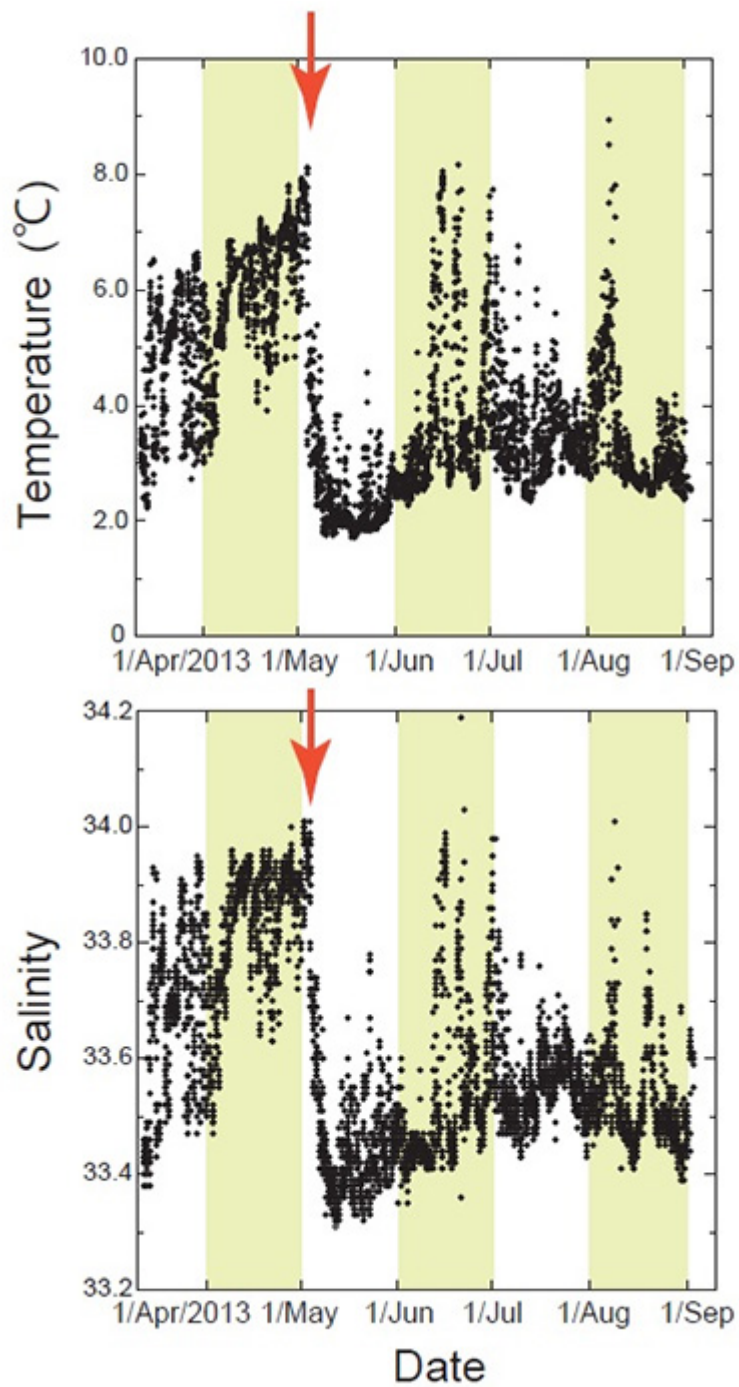 10.0
8.0
6.0
4.0
2.0
0
Temperature (℃)
1/Apr/2013 1/May 1/Jun 1/Jul 1/Aug 1/Sep
34.2
34.0
33.8
33.6
33.4
33.2
Salinity
1/Apr/2013 1/May 1/Jun 1/Jul 1/Aug 1/Sep
Date